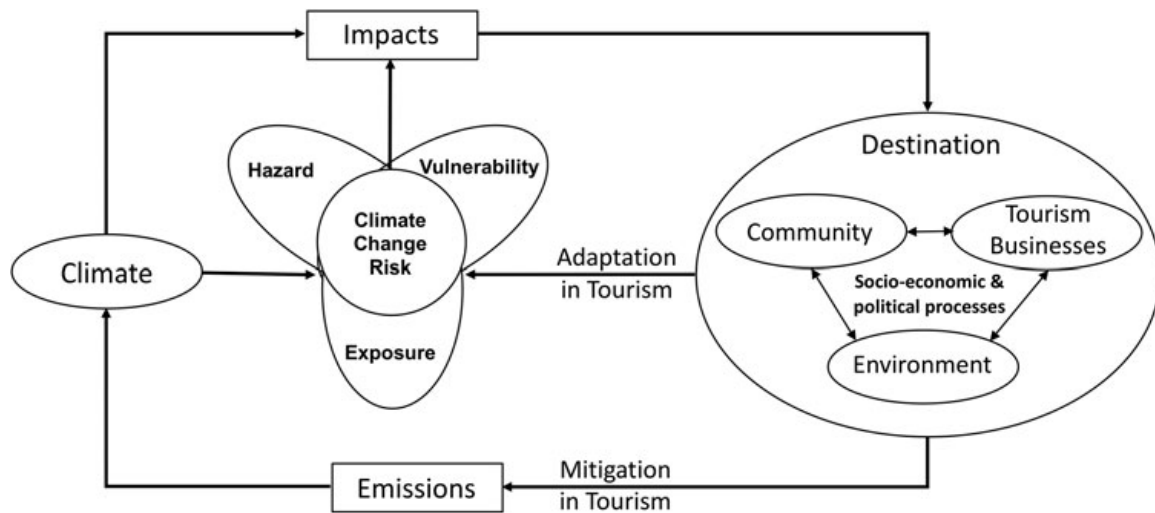 Impacts
Destination
Hazard
Vulnerability
Climate
Change
Risk
Exposure
Climate
Adaptation
in Tourism
Community
Tourism
Businesses
Socio-economic &
political processes
Environment
Emissions
Mitigation
in Tourism